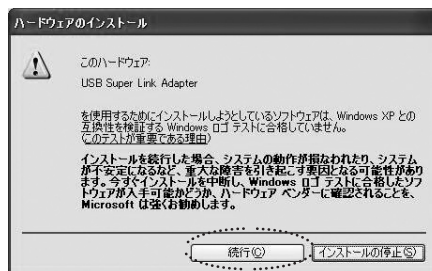 ハードウェアのインストール
このハードウェア:
USB Super Link Adapter
を使用するためにインストールしようとしているソフトウェアは、Windows XP との
互換性を検証する Windows ロゴ テストに合格していません。
(このテストが重要である理由)
インストールを続行した場合、システムの動作が損なわれたり、システム
が不安定になるなど、重大な障害を引き起こす要因となる可能性があり
ます。今すぐインストールを中断し、Windows ロゴ テストに合格したソフ
トウェアが入手可能かどうか、ハードウェア ベンダーに確認されることを、
Microsoft は強くお勧めします。
続行(C)
インストールの停止(S)